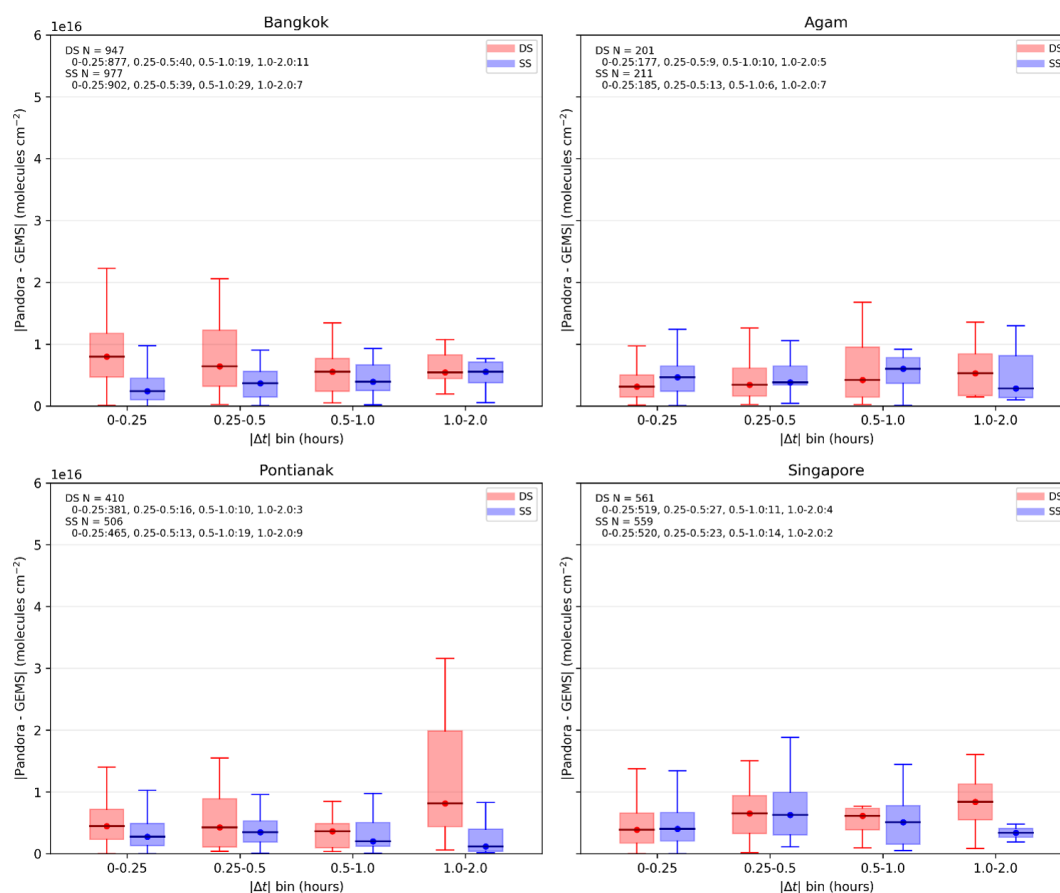 Bangkok
1e16
DS N = 947
0-0.25:877, 0.25-0.5:40, 0.5-1.0:19, 1.0-2.0:11
SS N = 977
0-0.25:902, 0.25-0.5:39, 0.5-1.0:29, 1.0-2.0:7
DS
SS
6
5
4
3
2
1
0
|Pandora - GEMS| (molecules cm⁻²)
0-0.25
0.25-0.5
0.5-1.0
1.0-2.0
|Δt| bin (hours)
Agam
DS N = 201
0-0.25:177, 0.25-0.5:9, 0.5-1.0:10, 1.0-2.0:5
SS N = 211
0-0.25:185, 0.25-0.5:13, 0.5-1.0:6, 1.0-2.0:7
DS
SS
|Pandora - GEMS| (molecules cm⁻²)
0-0.25
0.25-0.5
0.5-1.0
1.0-2.0
|Δt| bin (hours)
Pontianak
1e16
DS N = 410
0-0.25:381, 0.25-0.5:16, 0.5-1.0:10, 1.0-2.0:3
SS N = 506
0-0.25:465, 0.25-0.5:13, 0.5-1.0:19, 1.0-2.0:9
DS
SS
6
5
4
3
2
1
0
|Pandora - GEMS| (molecules cm⁻²)
0-0.25
0.25-0.5
0.5-1.0
1.0-2.0
|Δt| bin (hours)
Singapore
DS N = 561
0-0.25:519, 0.25-0.5:27, 0.5-1.0:11, 1.0-2.0:4
SS N = 559
0-0.25:520, 0.25-0.5:23, 0.5-1.0:14, 1.0-2.0:2
DS
SS
|Pandora - GEMS| (molecules cm⁻²)
0-0.25
0.25-0.5
0.5-1.0
1.0-2.0
|Δt| bin (hours)